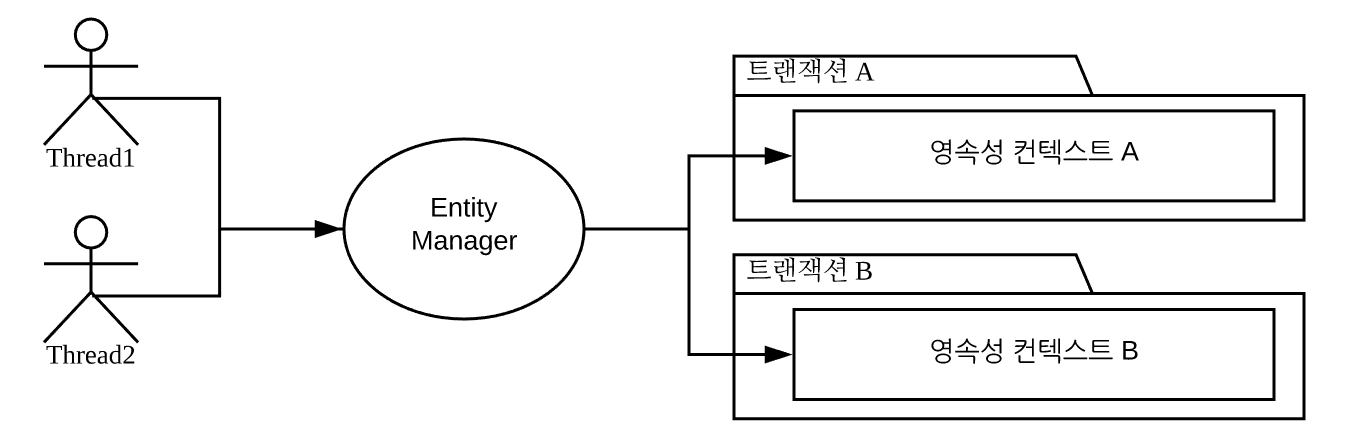 Thread1
Thread2
Entity
Manager
트랜잭션 A
영속성 컨텍스트 A
트랜잭션 B
영속성 컨텍스트 B